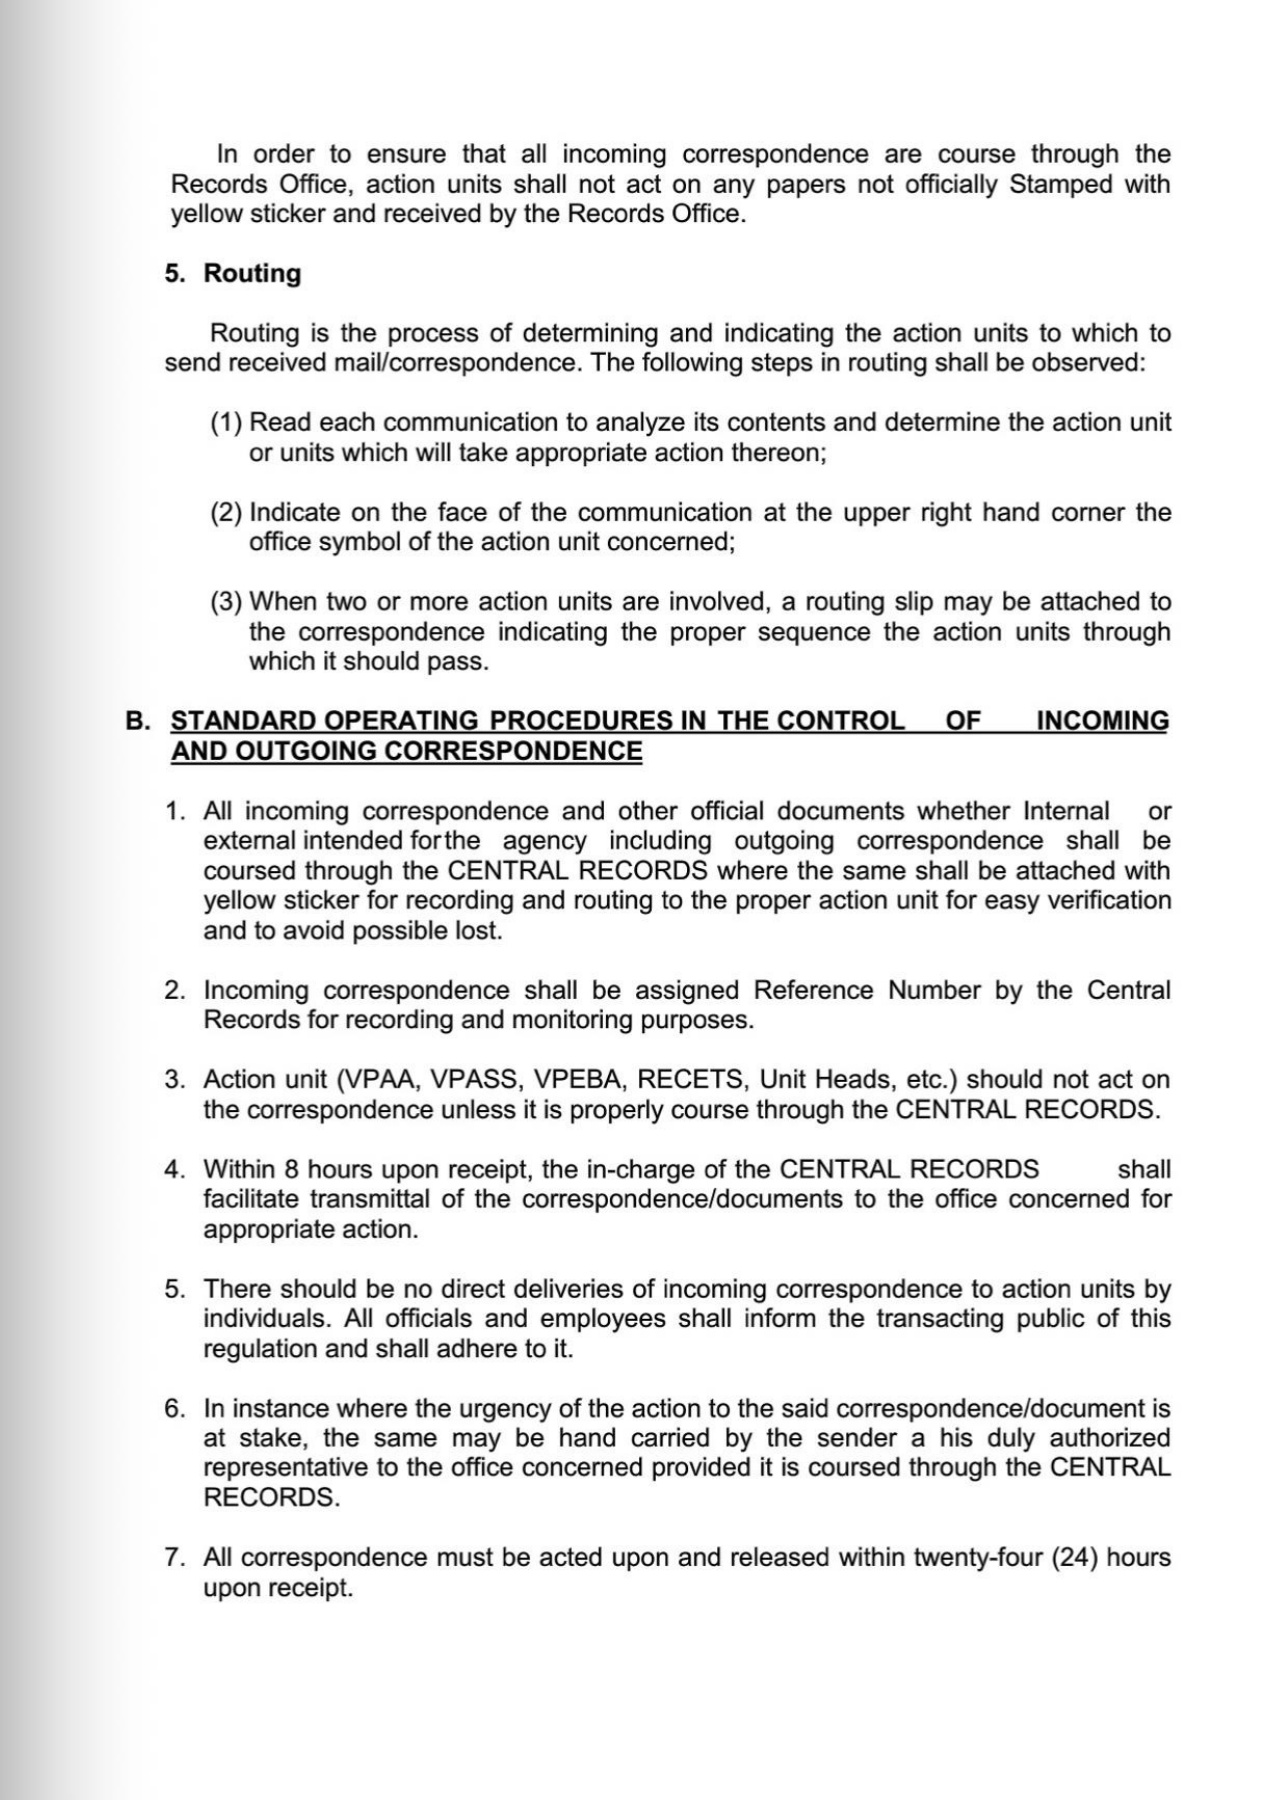 In order to ensure that all incoming correspondence are course through the
Records Office, action units shall not act on any papers not officially Stamped with
yellow sticker and received by the Records Office.
5. Routing
Routing is the process of determining and indicating the action units to which to
send received mail/correspondence. The following steps in routing shall be observed:
(1) Read each communication to analyze its contents and determine the action unit
or units which will take appropriate action thereon;
(2) Indicate on the face of the communication at the upper right hand corner the
office symbol of the action unit concerned;
(3) When two or more action units are involved, a routing slip may be attached to
the correspondence indicating the proper sequence the action units through
which it should pass.
B. STANDARD OPERATING PROCEDURES IN THE CONTROL OF INCOMING
AND OUTGOING CORRESPONDENCE
1. All incoming correspondence and other official documents whether Internal or
external intended forthe agency including outgoing correspondence shall be
coursed through the CENTRAL RECORDS where the same shall be attached with
yellow sticker for recording and routing to the proper action unit for easy verification
and to avoid possible lost.
2. Incoming correspondence shall be assigned Reference Number by the Central
Records for recording and monitoring purposes.
3. Action unit (VPAA, VPASS, VPEBA, RECETS, Unit Heads, etc.) should not act on
the correspondence unless it is properly course through the CENTRAL RECORDS.
4. Within 8 hours upon receipt, the in-charge of the CENTRAL RECORDS shall
facilitate transmittal of the correspondence/documents to the office concerned for
appropriate action.
5. There should be no direct deliveries of incoming correspondence to action units by
individuals. All officials and employees shall inform the transacting public of this
regulation and shall adhere to it.
6. In instance where the urgency of the action to the said correspondence/document is
at stake, the same may be hand carried by the sender a his duly authorized
representative to the office concerned provided it is coursed through the CENTRAL
RECORDS.
7. All correspondence must be acted upon and released within twenty-four (24) hours
upon receipt.